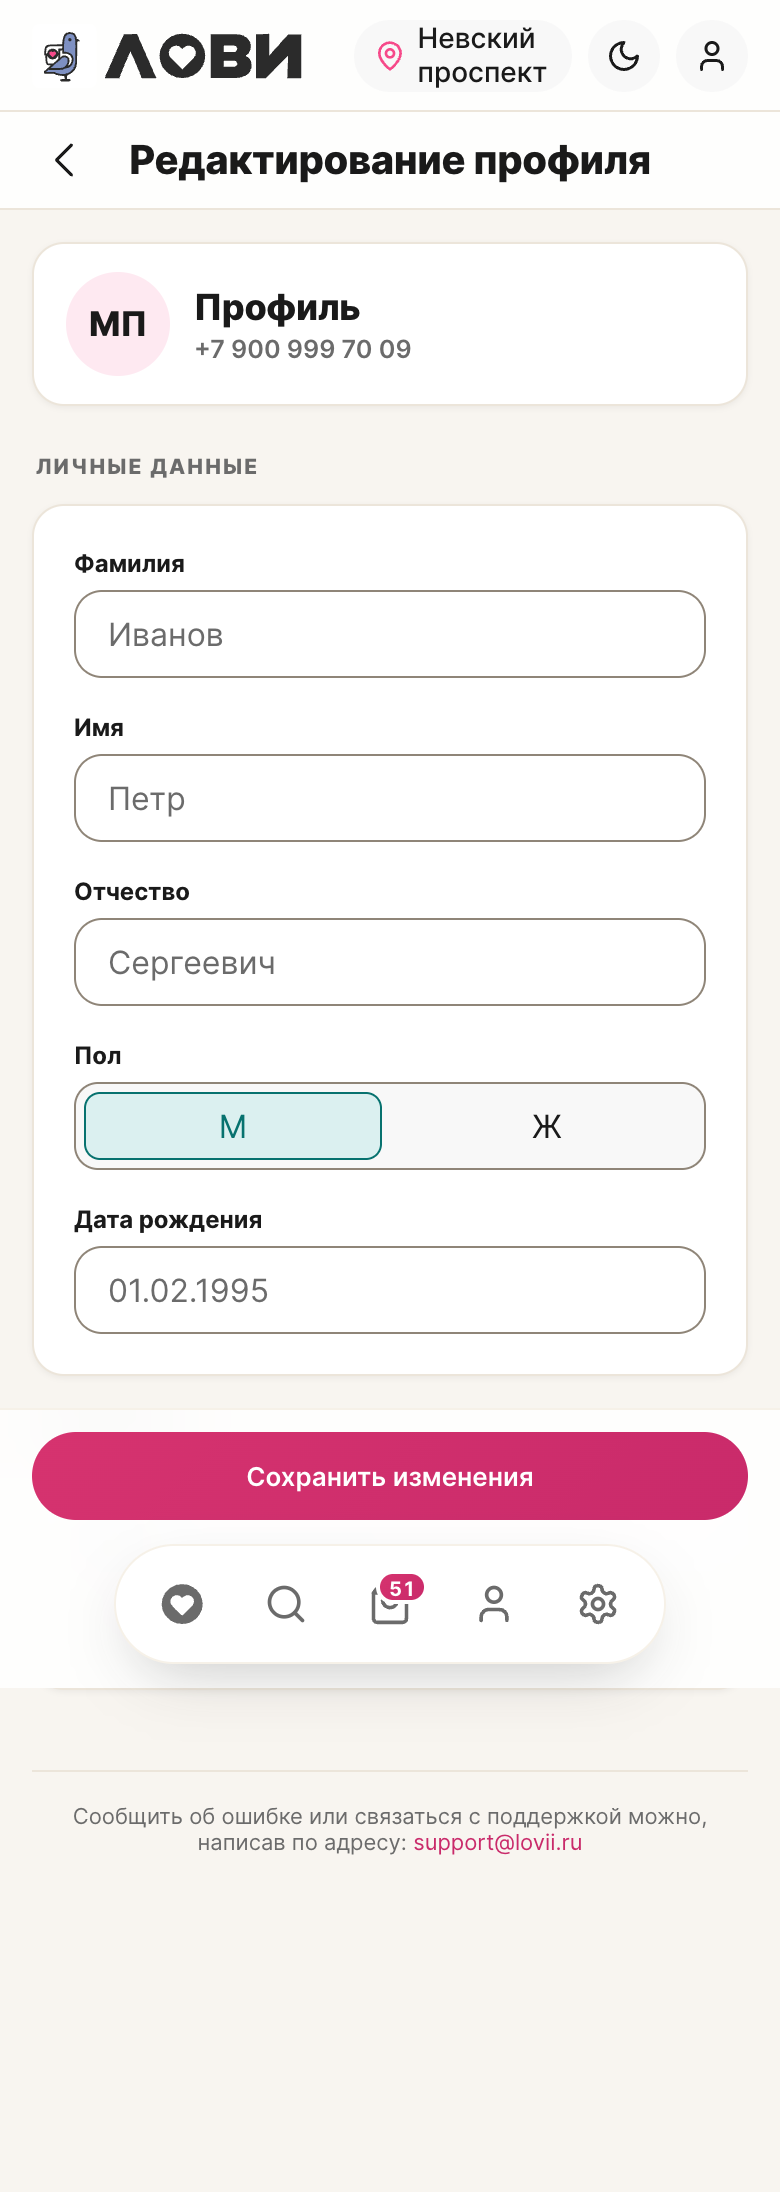 ЛОВИ
Невский
проспект
Редактирование профиля
МП
Профиль
+7 900 999 70 09
ЛИЧНЫЕ ДАННЫЕ
Фамилия
Иванов
Имя
Петр
Отчество
Сергеевич
Пол
М Ж
Дата рождения
01.02.1995
Сохранить изменения
51
Сообщить об ошибке или связаться с поддержкой можно,
написав по адресу: support@lovii.ru